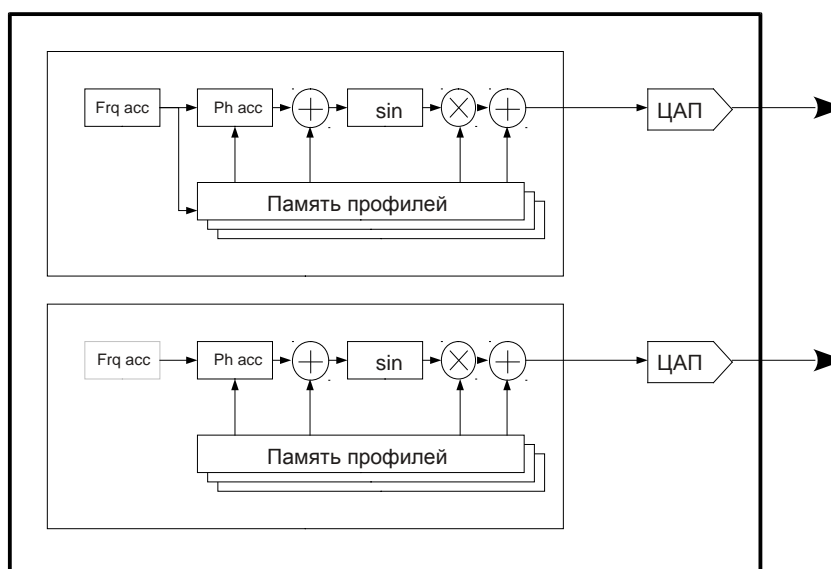 Frq acc
Ph acc
sin
ЦАП
Память профилей
Frq acc
Ph acc
sin
ЦАП
Память профилей